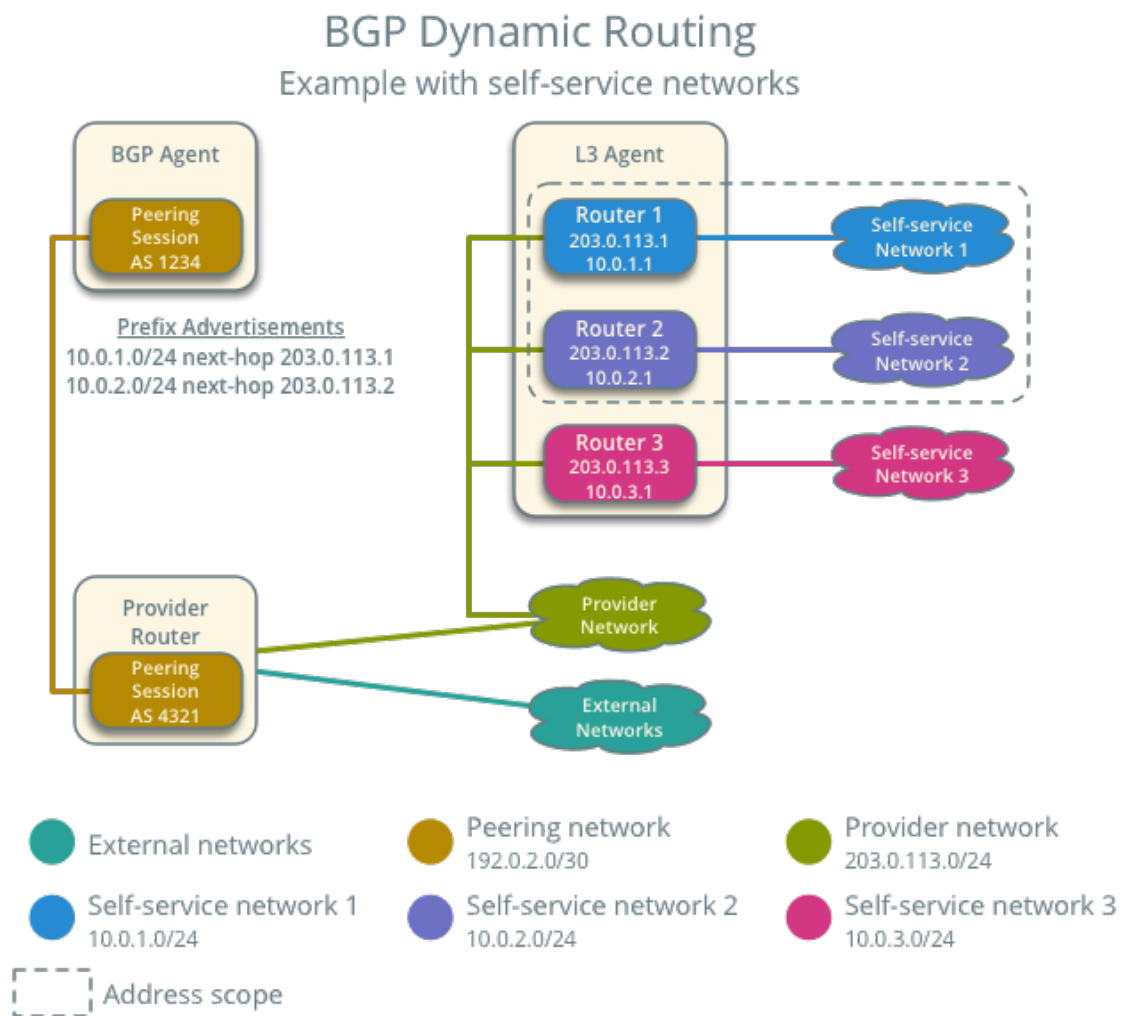 BGP Dynamic Routing
Example with self-service networks
BGP Agent
Peering
Session
AS 1234
Prefix Advertisements
10.0.1.0/24 next-hop 203.0.113.1
10.0.2.0/24 next-hop 203.0.113.2
L3 Agent
Router 1
203.0.113.1
10.0.1.1
Self-service
Network 1
Router 2
203.0.113.2
10.0.2.1
Self-service
Network 2
Router 3
203.0.113.3
10.0.3.1
Self-service
Network 3
Provider
Router
Peering
Session
AS 4321
Provider
Network
External
Networks
External networks
Peering network
192.0.2.0/30
Provider network
203.0.113.0/24
Self-service network 1
10.0.1.0/24
Self-service network 2
10.0.2.0/24
Self-service network 3
10.0.3.0/24
Address scope